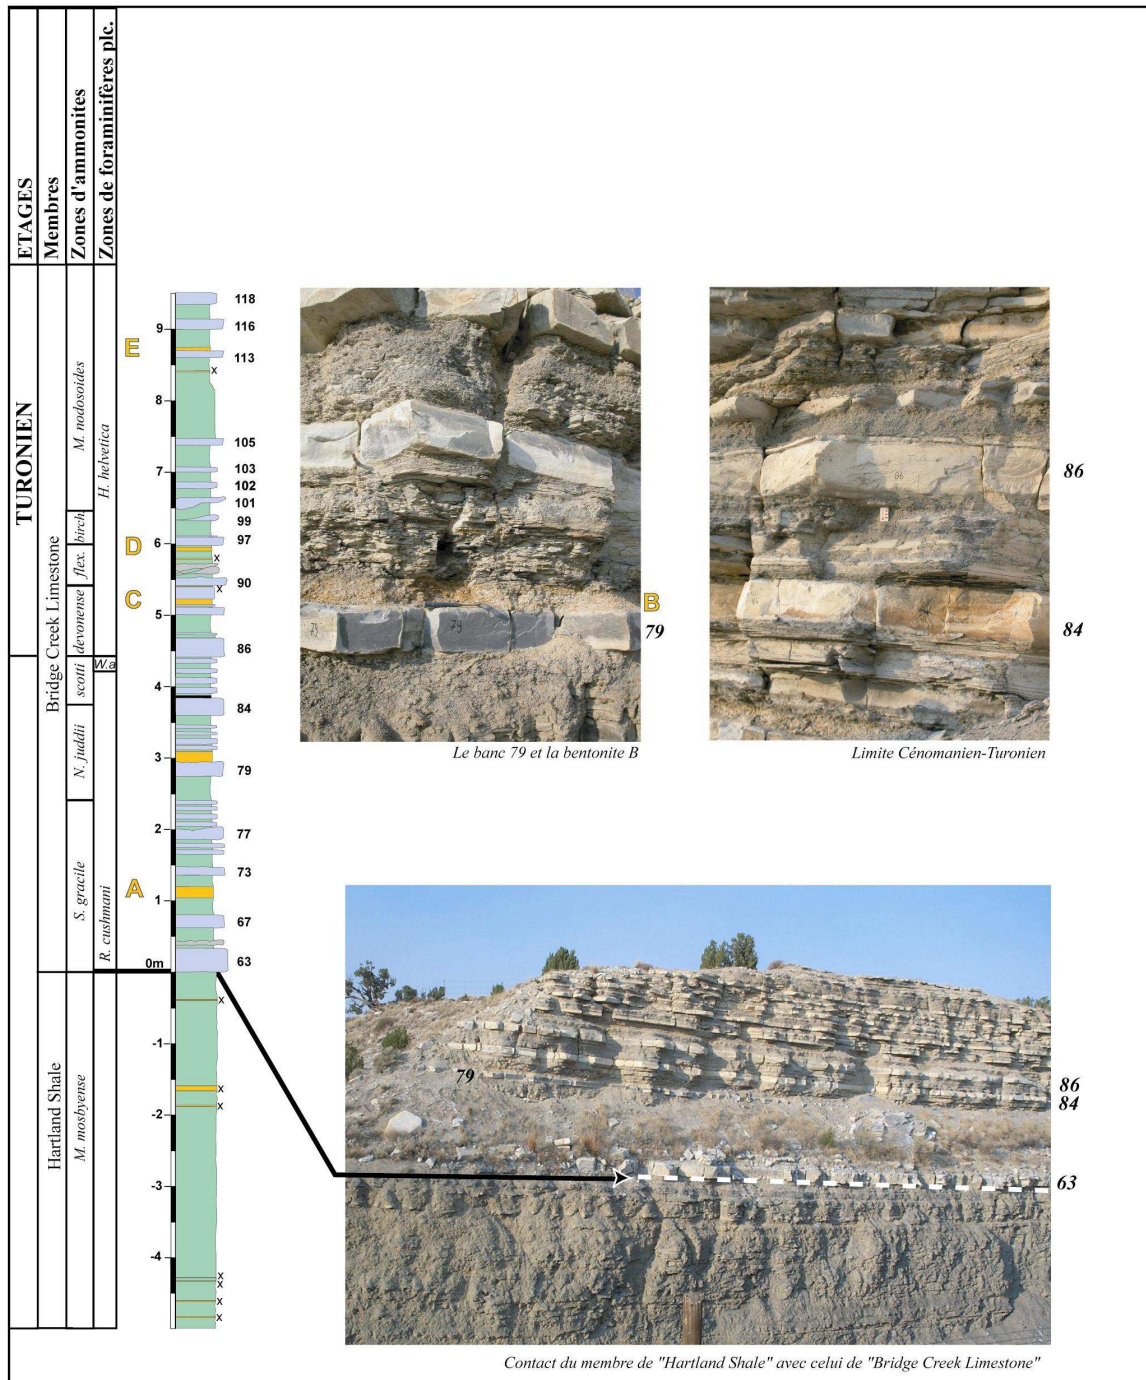 ETAGES
Membres
Zones d'ammonites
Zones de foraminifères plc.
TURONIEN
Bridge Creek Limestone
Hartland Shale
M. nodosoides
birch.
flex.
devonense
scotti
N. juddii
S. gracile
M. mosbyense
H. helvetica
W.a
R. cushmani
9
8
7
6
5
4
3
2
1
0m
-1
-2
-3
-4
E
D
C
A
118
116
113
x
105
103
102
101
99
97
x
90
x
86
84
79
77
73
67
63
x
x
x
x
x
x
x
79
79
B
79
Le banc 79 et la bentonite B
86
86
84
Limite Cénomanien-Turonien
79
86
84
63
Contact du membre de "Hartland Shale" avec celui de "Bridge Creek Limestone"